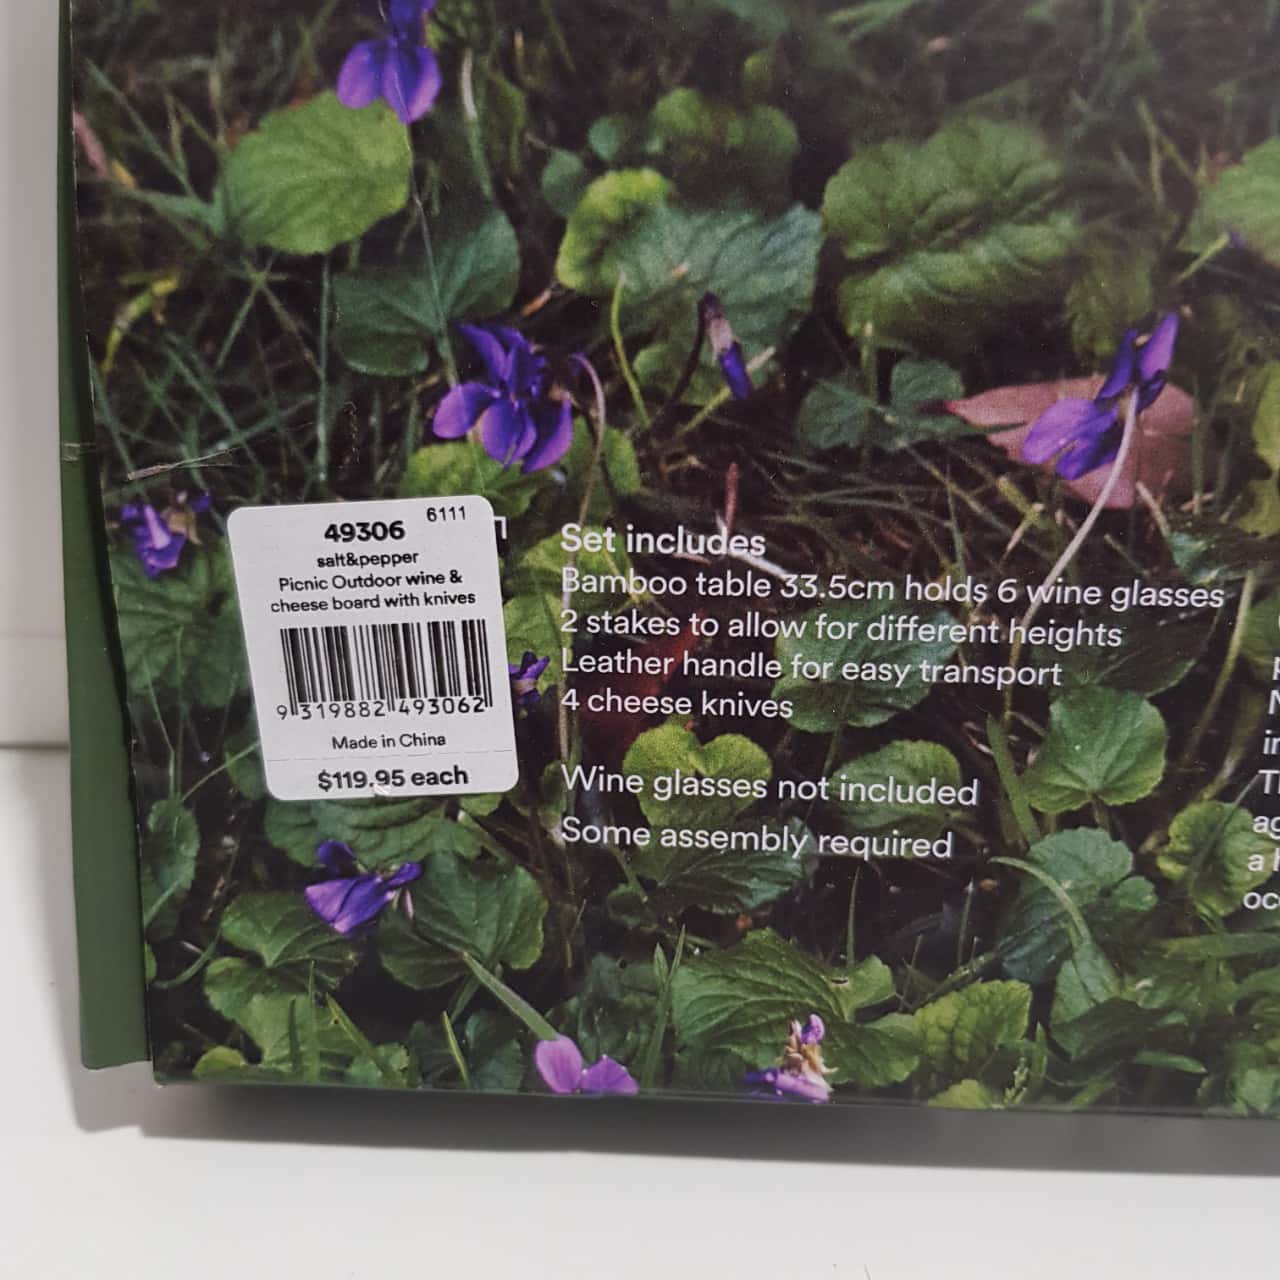 49306 6111
salt&pepper
Picnic Outdoor wine &
cheese board with knives
9 319882 493062
Made in China
$119.95 each
Set includes
Bamboo table 33.5cm holds 6 wine glasses
2 stakes to allow for different heights
Leather handle for easy transport
4 cheese knives
Wine glasses not included
Some assembly required